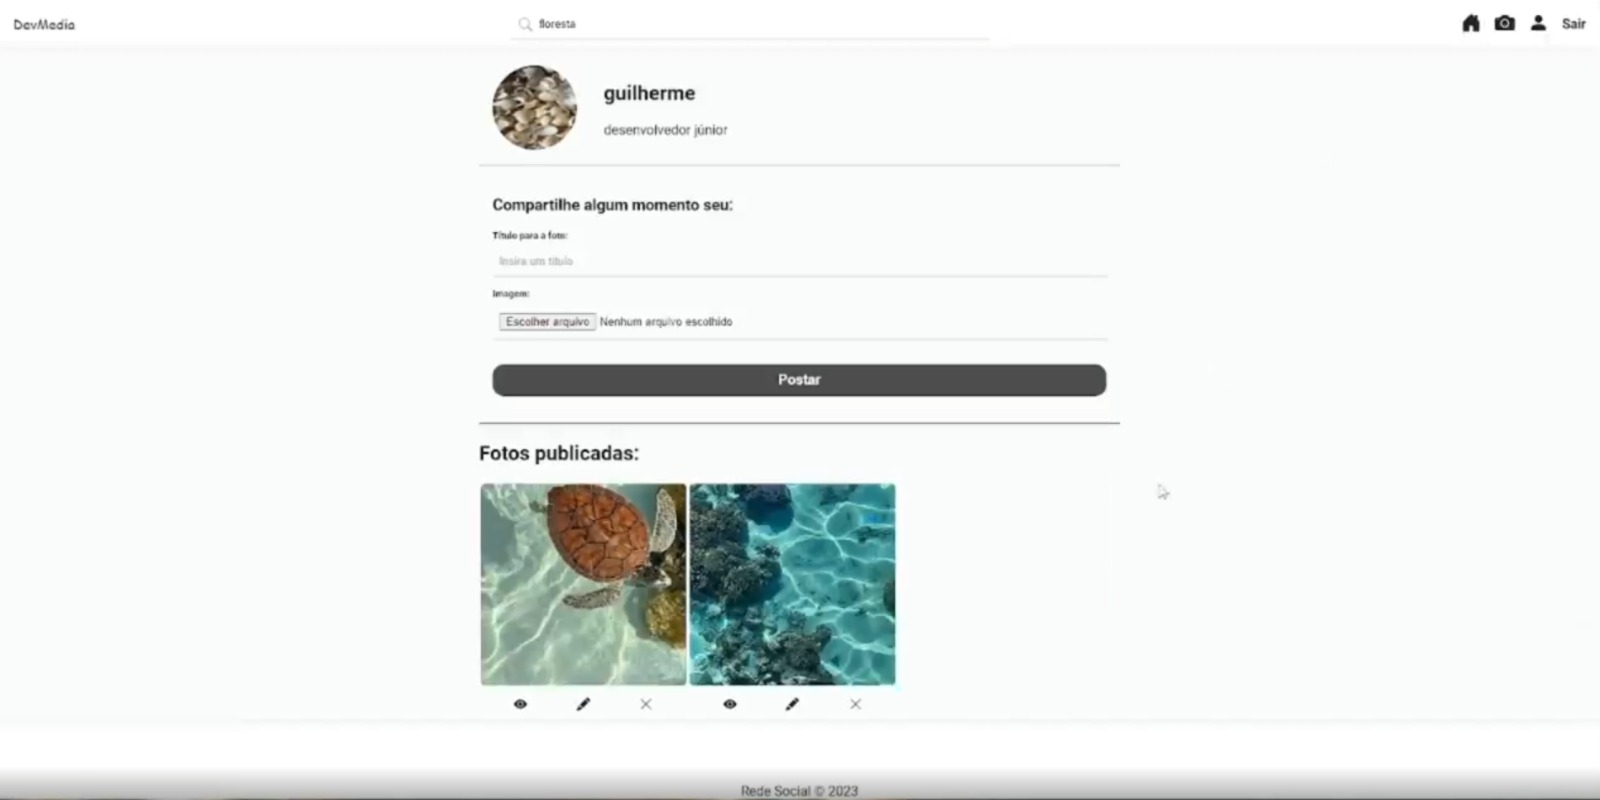 DevMedia
floresta
Sair
guilherme
desenvolvedor júnior
Compartilhe algum momento seu:
Título para a foto:
Insira um título
Imagem:
Escolher arquivo Nenhum arquivo escolhido
Postar
Fotos publicadas:
Rede Social © 2023